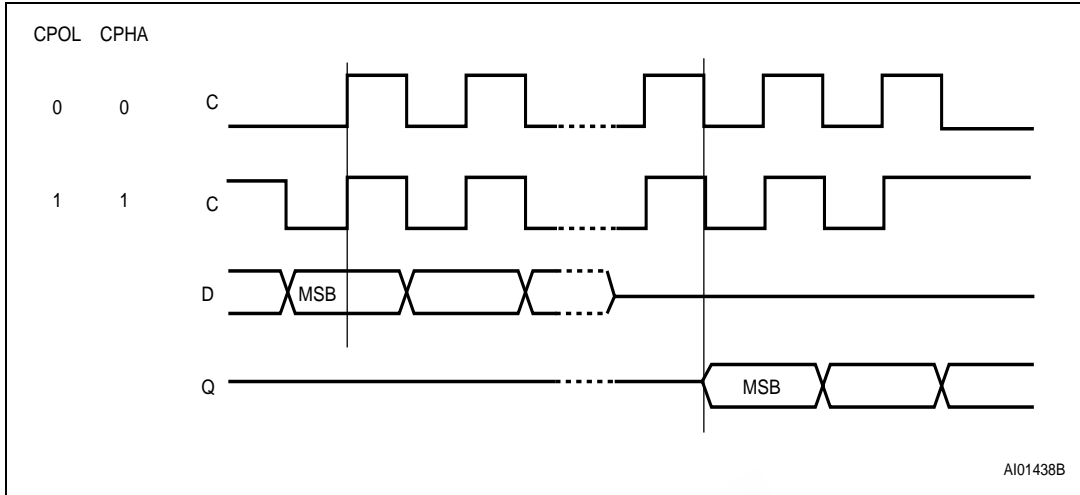 CPOL CPHA
0 0 C
1 1 C
D MSB
Q MSB
AI01438B